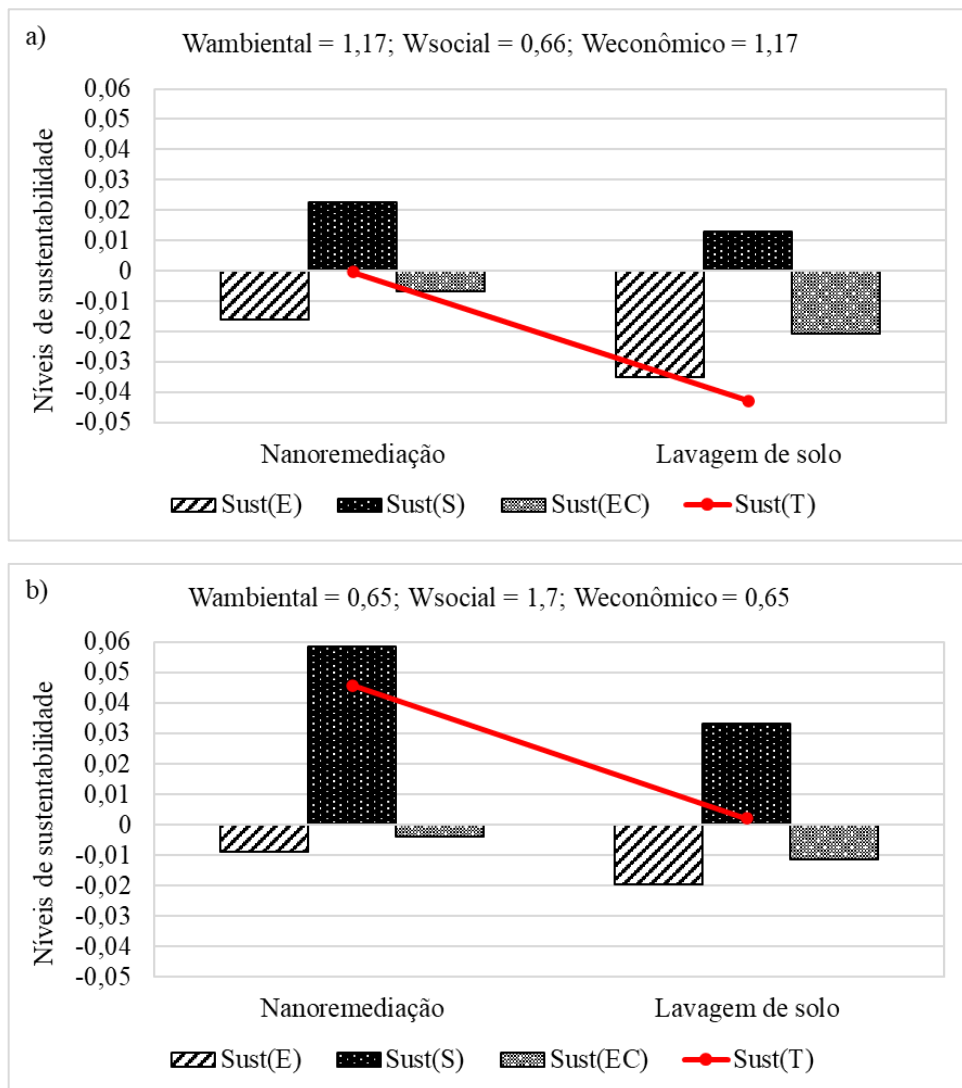 a)
Wambiental = 1,17; Wsocial = 0,66; Weconômico = 1,17
Níveis de sustentabilidade
0,06
0,05
0,04
0,03
0,02
0,01
0
-0,01
-0,02
-0,03
-0,04
-0,05
Nanoremediação Lavagem de solo
Sust(E) Sust(S) Sust(EC) Sust(T)
b)
Wambiental = 0,65; Wsocial = 1,7; Weconômico = 0,65
Níveis de sustentabilidade
0,06
0,05
0,04
0,03
0,02
0,01
0
-0,01
-0,02
-0,03
-0,04
-0,05
Nanoremediação Lavagem de solo
Sust(E) Sust(S) Sust(EC) Sust(T)